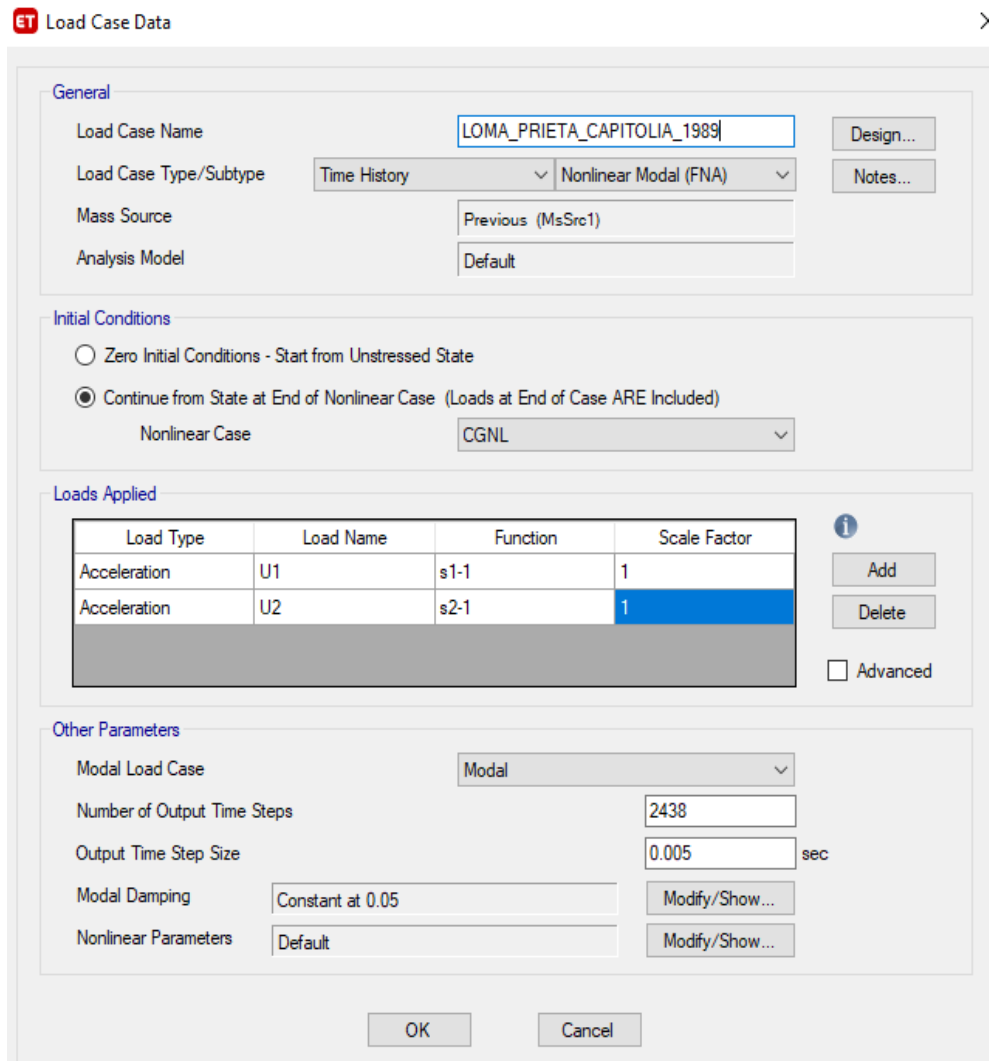 ET Load Case Data
General
Load Case Name LOMA_PRIETA_CAPITOLIA_1989 Design...
Load Case Type/Subtype Time History Nonlinear Modal (FNA) Notes...
Mass Source Previous (MsSrc1)
Analysis Model Default
Initial Conditions
Zero Initial Conditions - Start from Unstressed State
Continue from State at End of Nonlinear Case (Loads at End of Case ARE Included)
Nonlinear Case CGNL
Loads Applied
Load Type Load Name Function Scale Factor
Acceleration U1 s1-1 1 Add
Acceleration U2 s2-1 1 Delete
Advanced
Other Parameters
Modal Load Case Modal
Number of Output Time Steps 2438
Output Time Step Size 0.005 sec
Modal Damping Constant at 0.05 Modify/Show...
Nonlinear Parameters Default Modify/Show...
OK Cancel